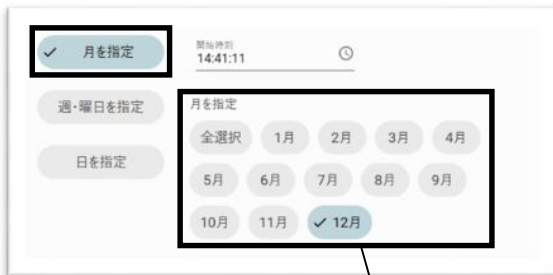 月を指定
開始時刻
14:41:11
週・曜日を指定
日を指定
月を指定
全選択 1月 2月 3月 4月
5月 6月 7月 8月 9月
10月 11月 12月